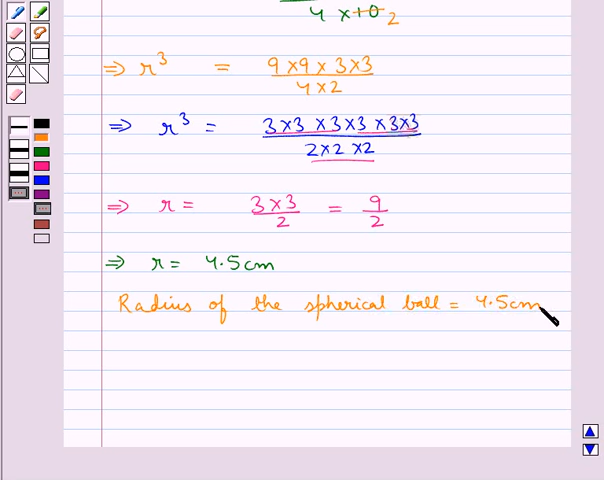 4 × 10 2
⇒ r³ = 9 × 9 × 3 × 3 / 4 × 2
⇒ r³ = 3 × 3 × 3 × 3 × 3 × 3 / 2 × 2 × 2
⇒ r = 3 × 3 / 2 = 9 / 2
⇒ r = 4.5 cm
Radius of the spherical ball = 4.5 cm